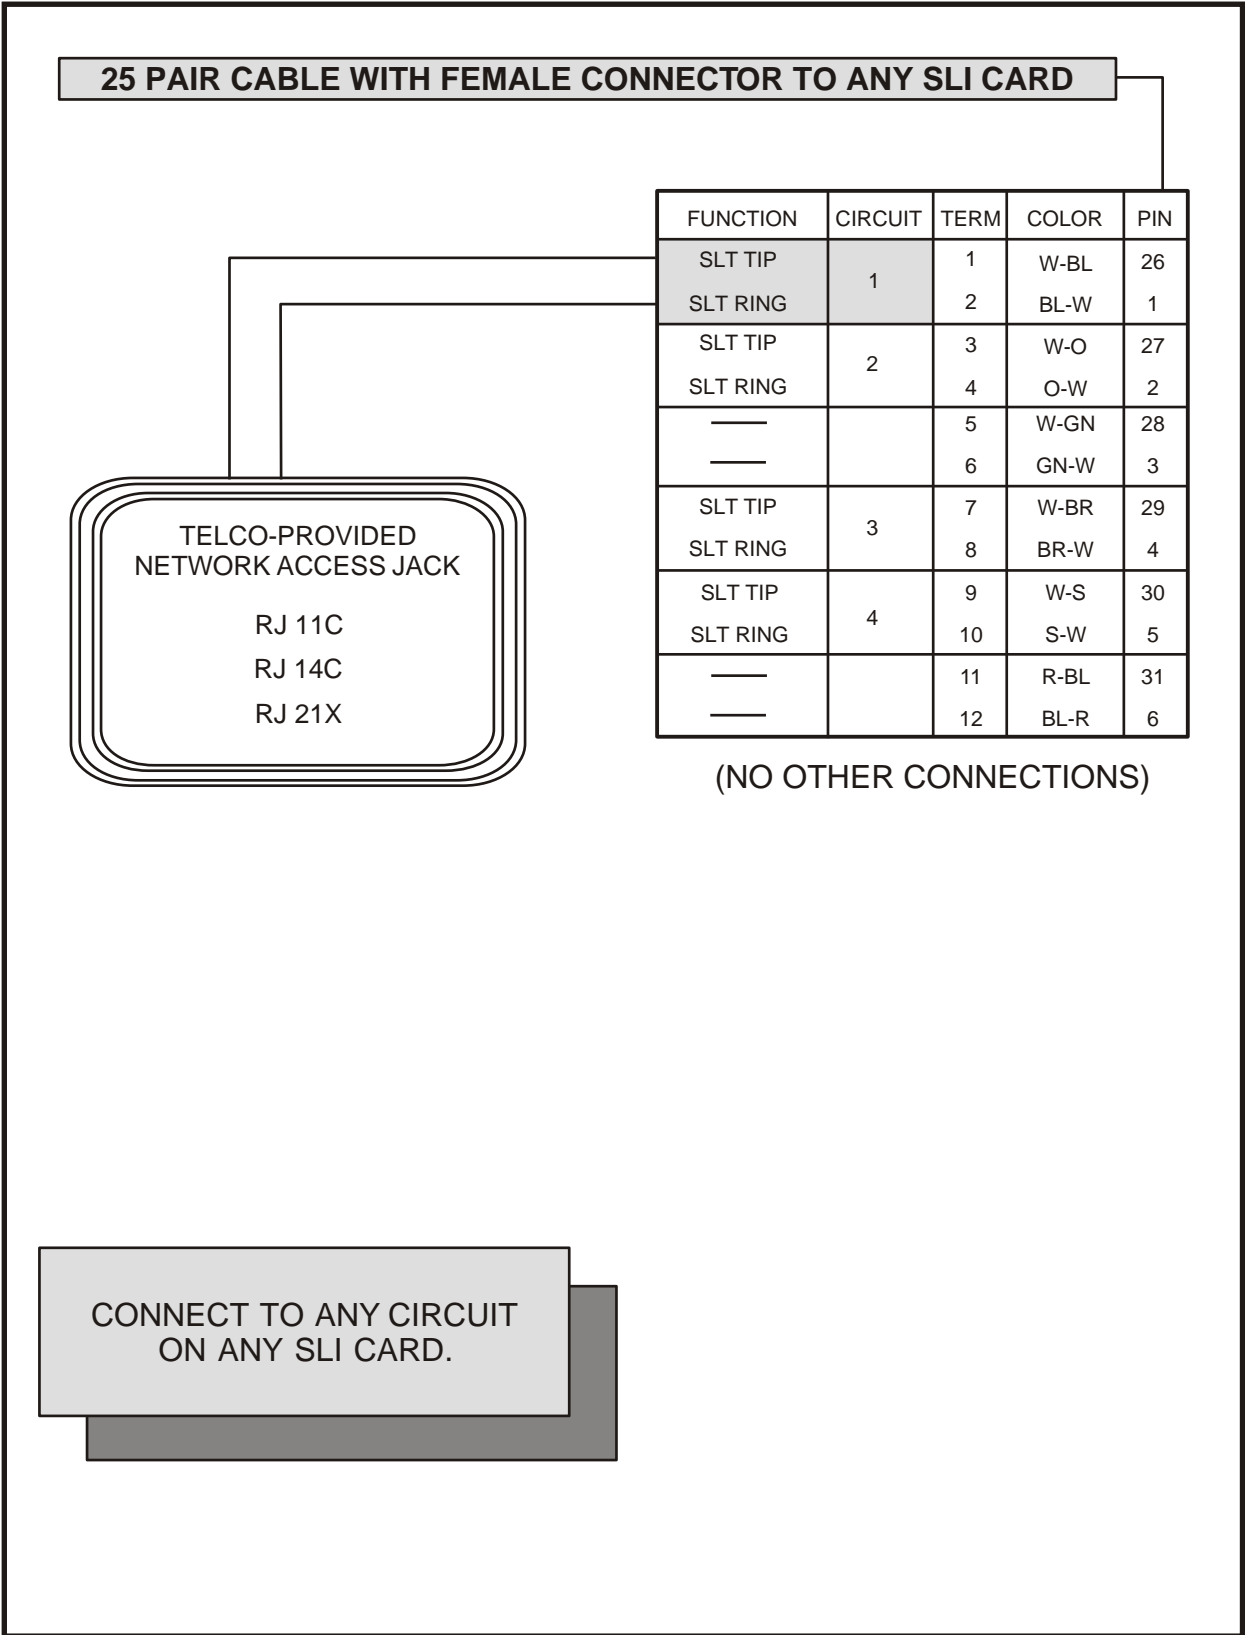 25 PAIR CABLE WITH FEMALE CONNECTOR TO ANY SLI CARD
FUNCTION CIRCUIT TERM COLOR PIN
SLT TIP 1 1 W-BL 26
SLT RING 2 BL-W 1
SLT TIP 2 3 W-O 27
SLT RING 4 O-W 2
—— 5 W-GN 28
—— 6 GN-W 3
SLT TIP 3 7 W-BR 29
SLT RING 8 BR-W 4
SLT TIP 4 9 W-S 30
SLT RING 10 S-W 5
—— 11 R-BL 31
—— 12 BL-R 6
(NO OTHER CONNECTIONS)
TELCO-PROVIDED
NETWORK ACCESS JACK
RJ 11C
RJ 14C
RJ 21X
CONNECT TO ANY CIRCUIT
ON ANY SLI CARD.